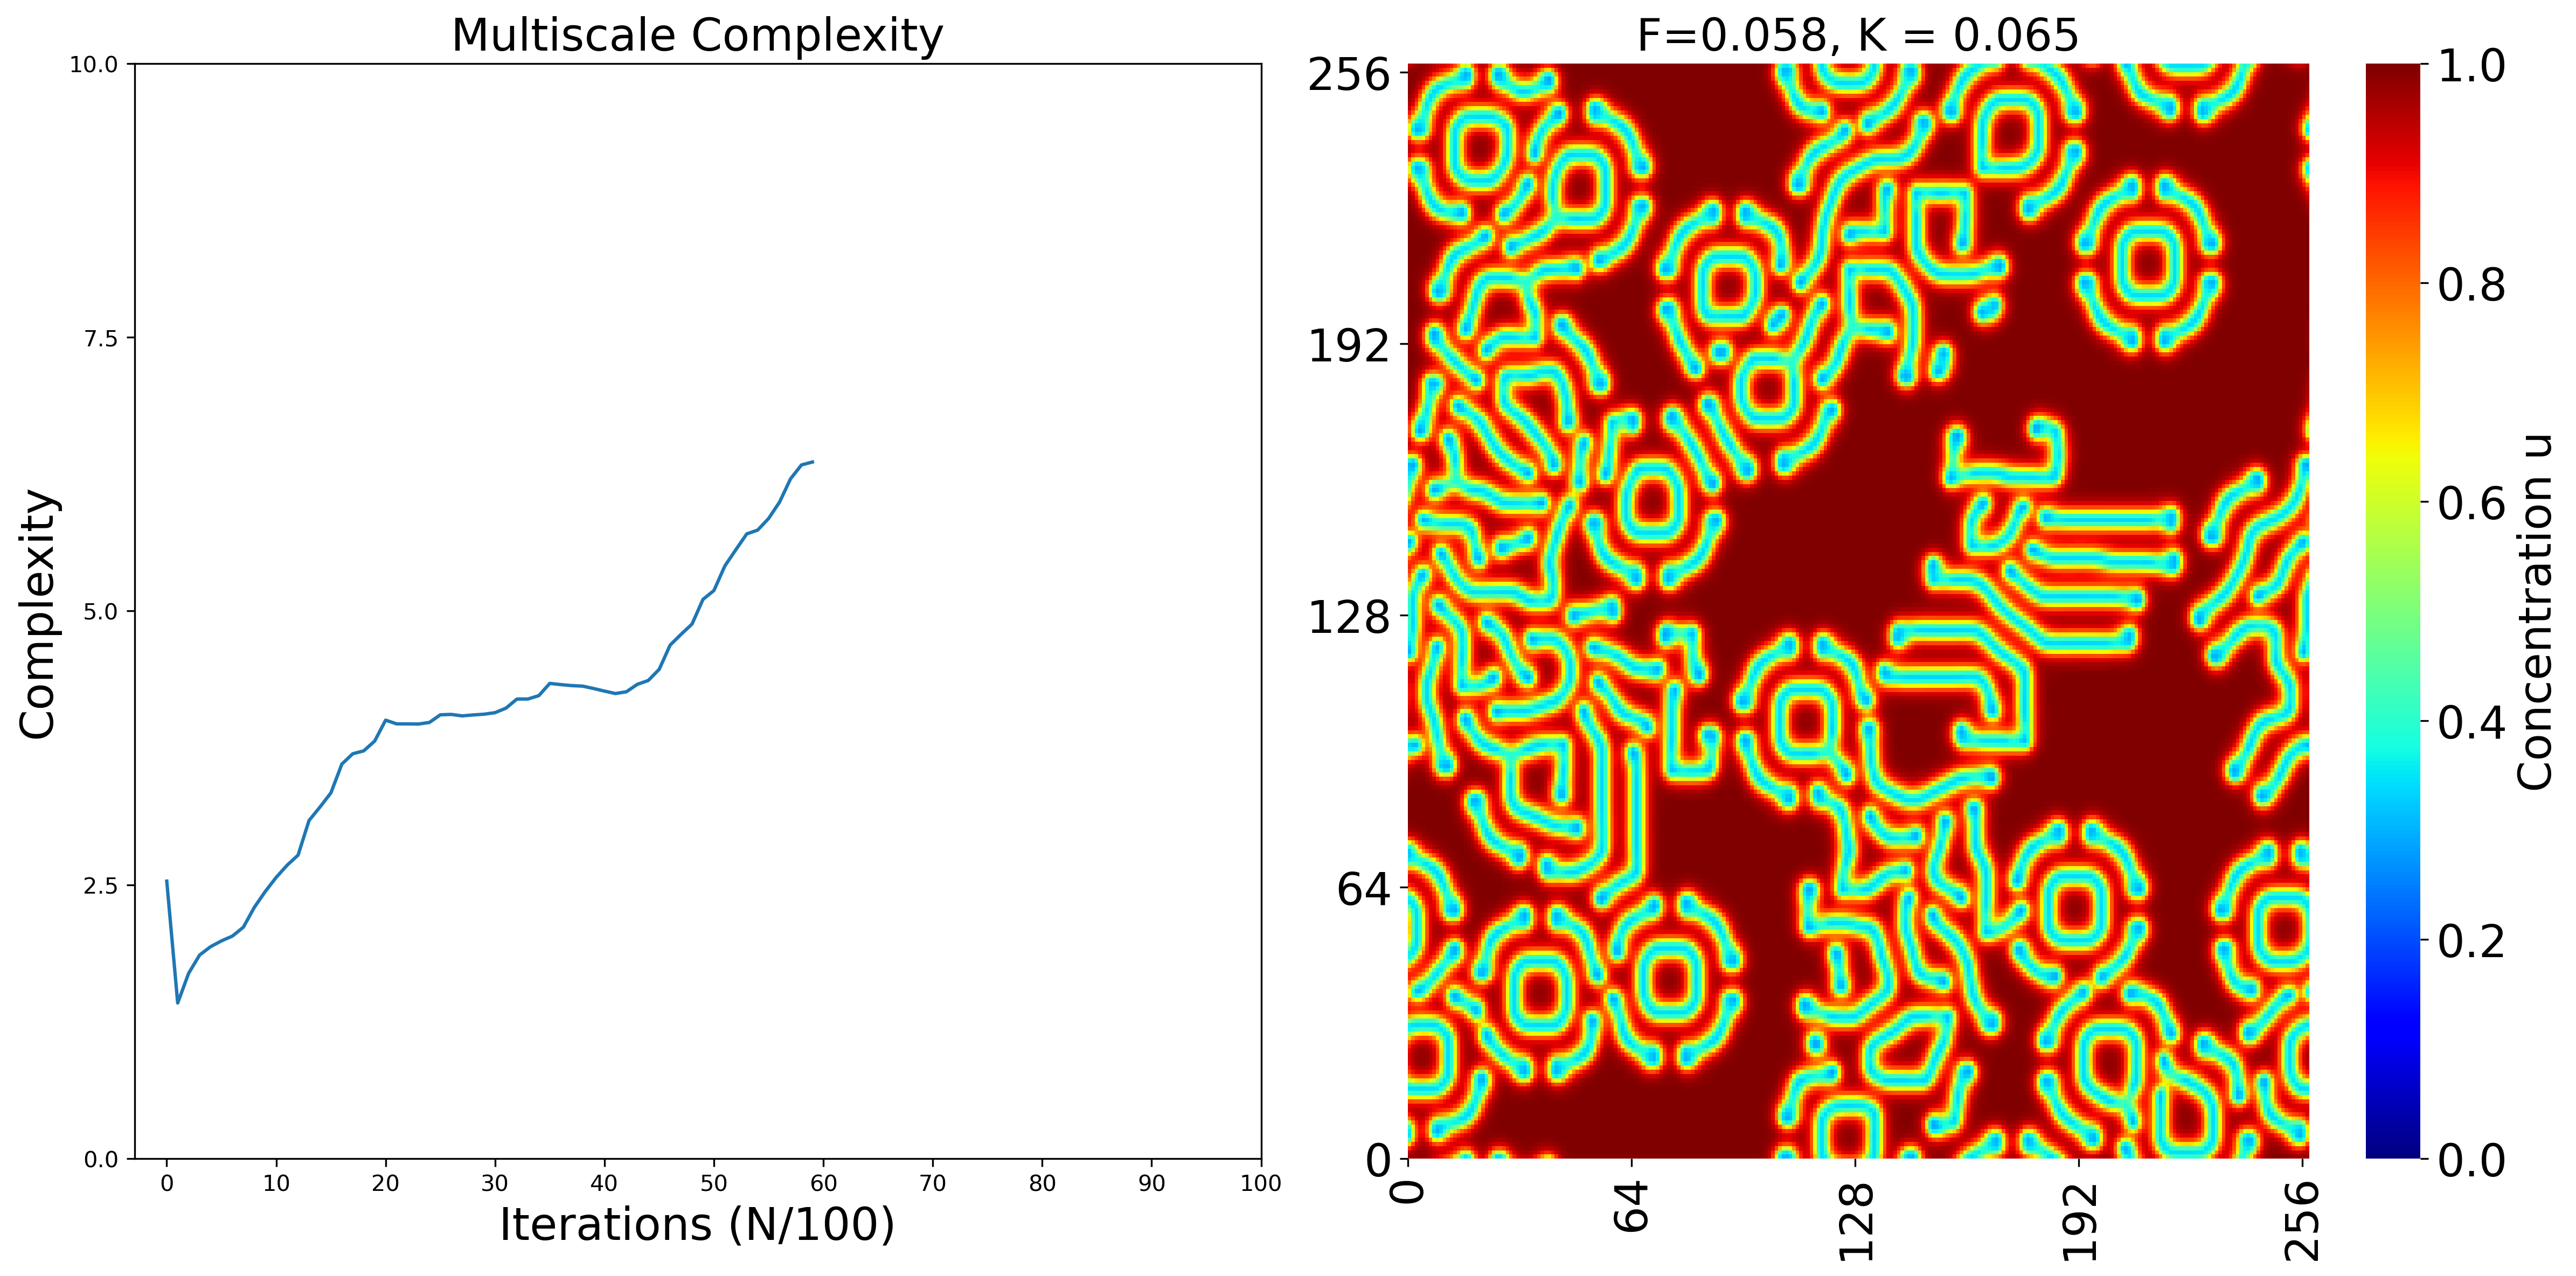 Multiscale Complexity
10.0
7.5
5.0
2.5
0.0
Complexity
0 10 20 30 40 50 60 70 80 90 100
Iterations (N/100)
F=0.058, K = 0.065
256
192
128
64
0
0 64 128 192 256
1.0
0.8
0.6
0.4
0.2
0.0
Concentration u